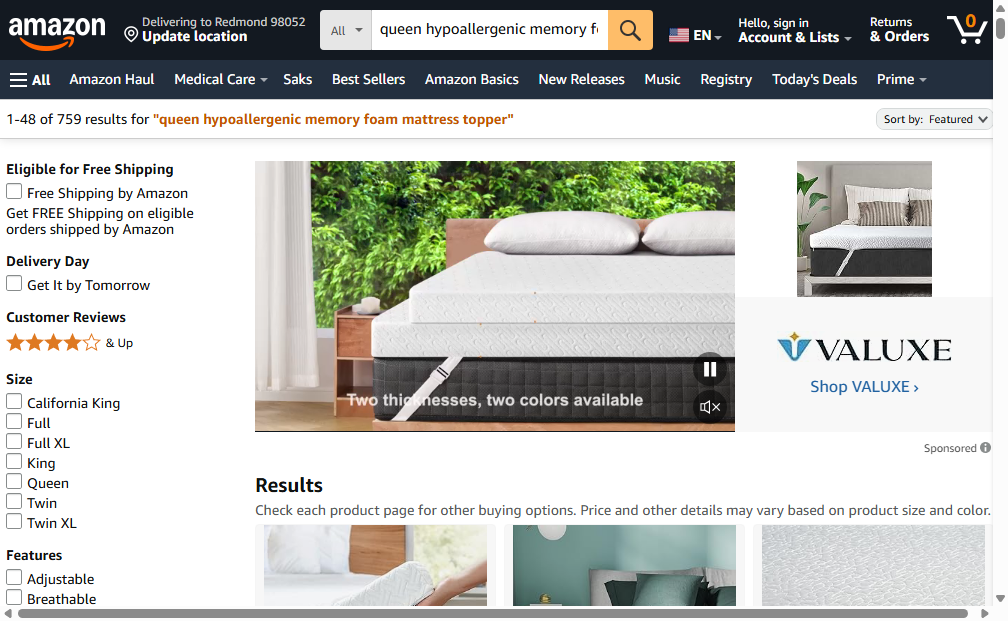 amazon
Delivering to Redmond 98052
Update location
All
queen hypoallergenic memory f
EN
Hello, sign in
Account & Lists
Returns
& Orders
0
All
Amazon Haul
Medical Care
Saks
Best Sellers
Amazon Basics
New Releases
Music
Registry
Today's Deals
Prime
1-48 of 759 results for "queen hypoallergenic memory foam mattress topper"
Sort by: Featured
Eligible for Free Shipping
Free Shipping by Amazon
Get FREE Shipping on eligible
orders shipped by Amazon
Delivery Day
Get It by Tomorrow
Customer Reviews
& Up
Size
California King
Full
Full XL
King
Queen
Twin
Twin XL
Features
Adjustable
Breathable
Two thicknesses, two colors available
VALUXE
Shop VALUXE ›
Sponsored
Results
Check each product page for other buying options. Price and other details may vary based on product size and color.